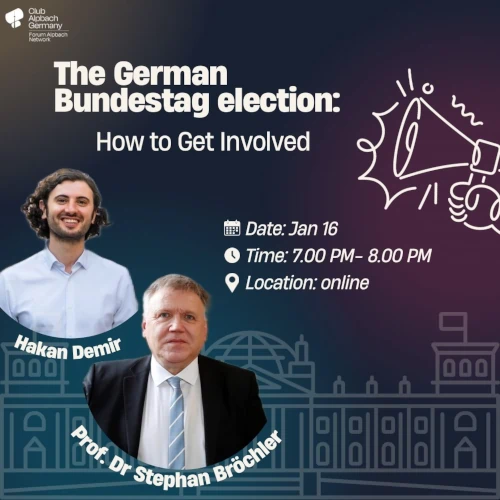 Club
Alpbach
Germany
Forum Alpbach
Network
The German
Bundestag election:
How to Get Involved
Date: Jan 16
Time: 7.00 PM– 8.00 PM
Location: online
Hakan Demir
Prof. Dr Stephan Bröchler